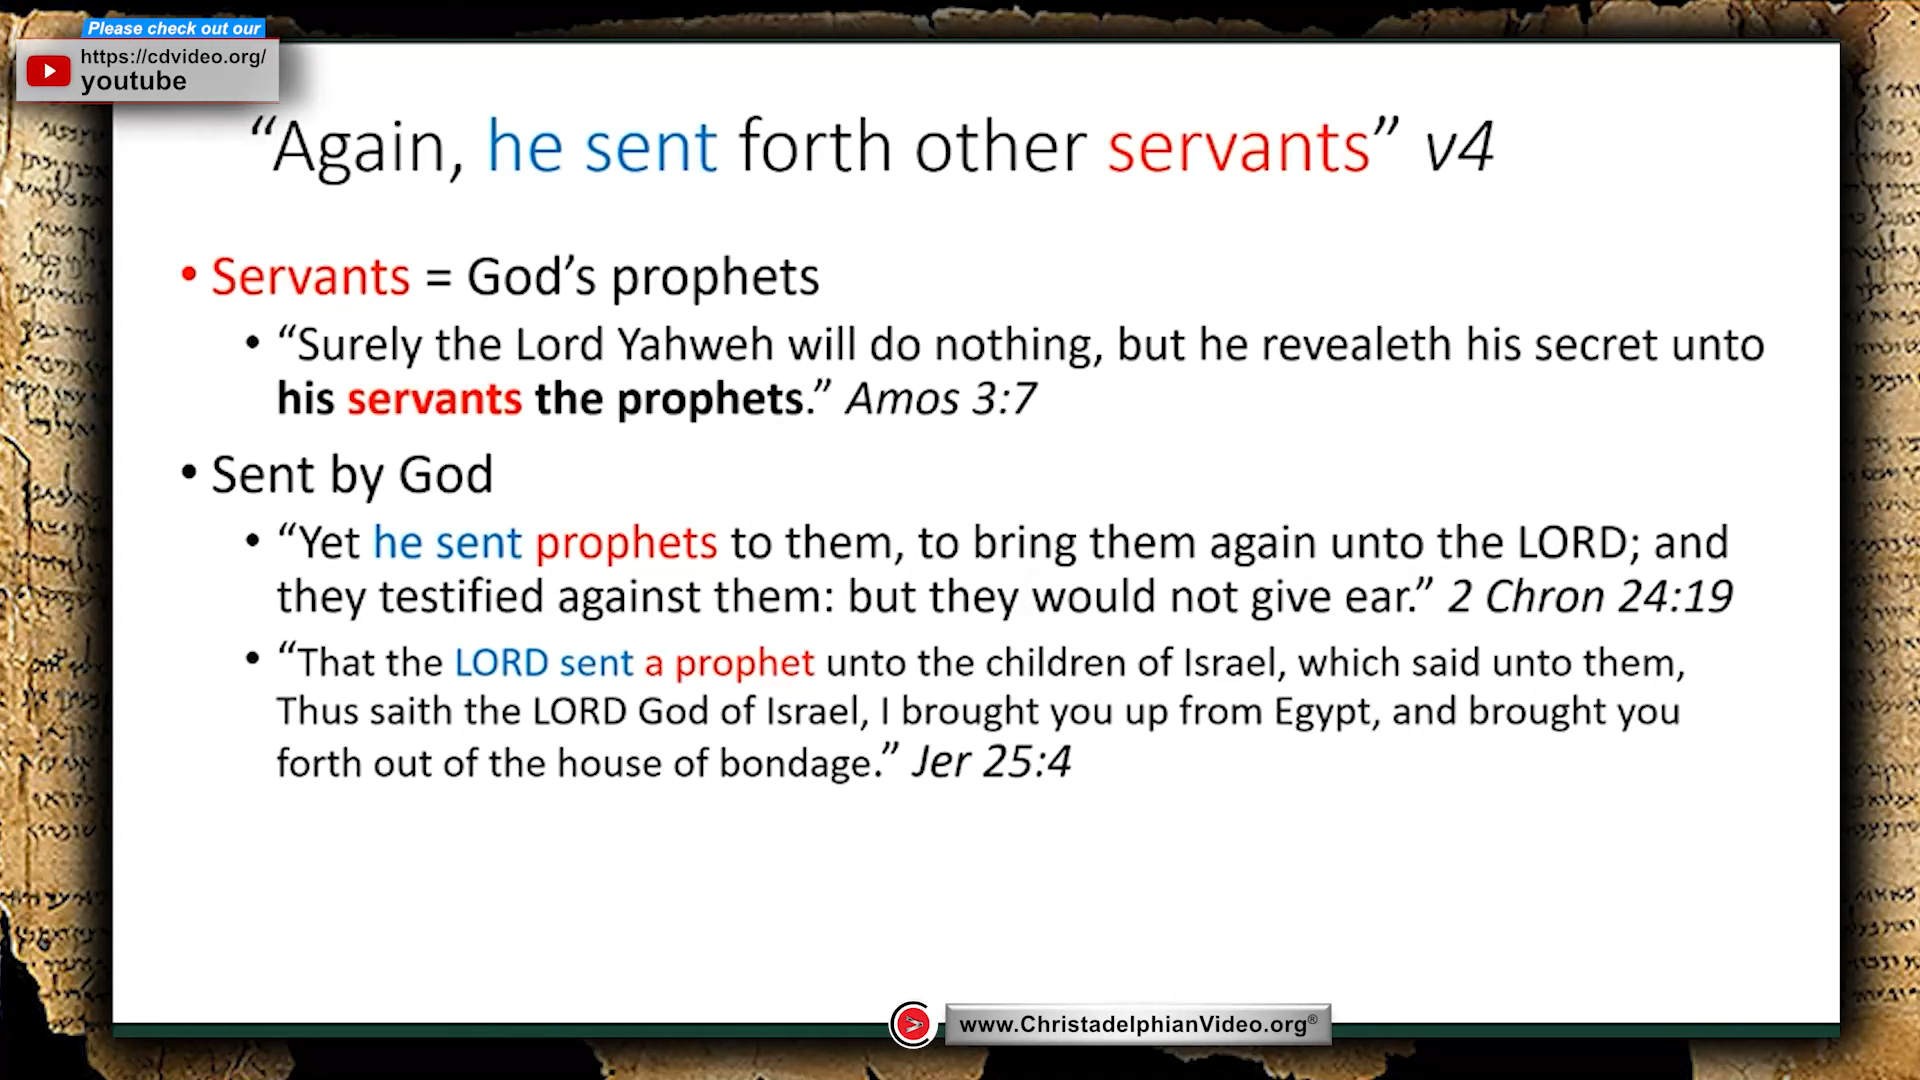 Please check out our
https://cdvideo.org/
youtube
“Again, he sent forth other servants” v4
• Servants = God’s prophets
• “Surely the Lord Yahweh will do nothing, but he revealeth his secret unto
his servants the prophets.” Amos 3:7
• Sent by God
• “Yet he sent prophets to them, to bring them again unto the LORD; and
they testified against them: but they would not give ear.” 2 Chron 24:19
• “That the LORD sent a prophet unto the children of Israel, which said unto them,
Thus saith the LORD God of Israel, I brought you up from Egypt, and brought you
forth out of the house of bondage.” Jer 25:4
www.ChristadelphianVideo.org®